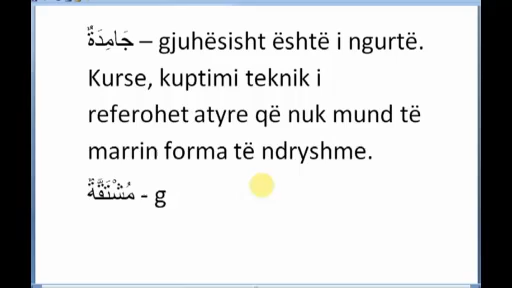 جَامِدَةٌ – gjuhësisht është i ngurtë.
Kurse, kuptimi teknik i
referohet atyre që nuk mund të
marrin forma të ndryshme.
مُشْتَقَّةٌ - g